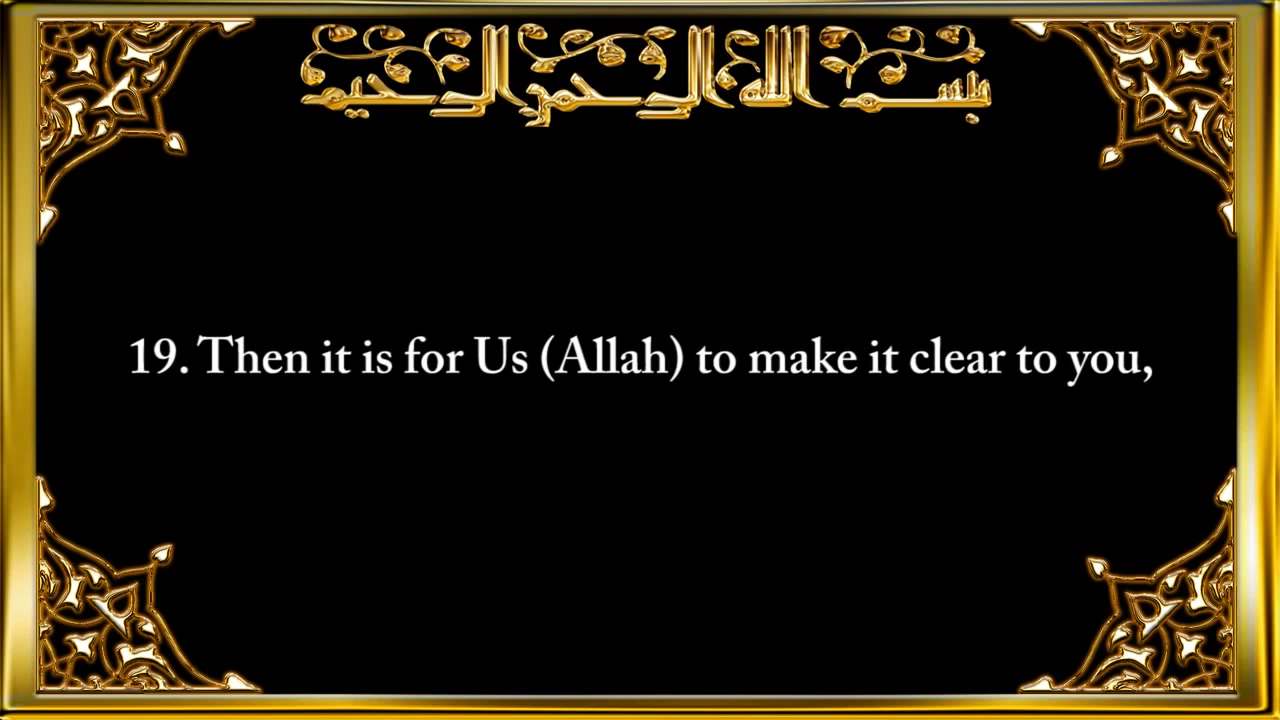 بسم الله الرحمن الرحيم
19. Then it is for Us (Allah) to make it clear to you,